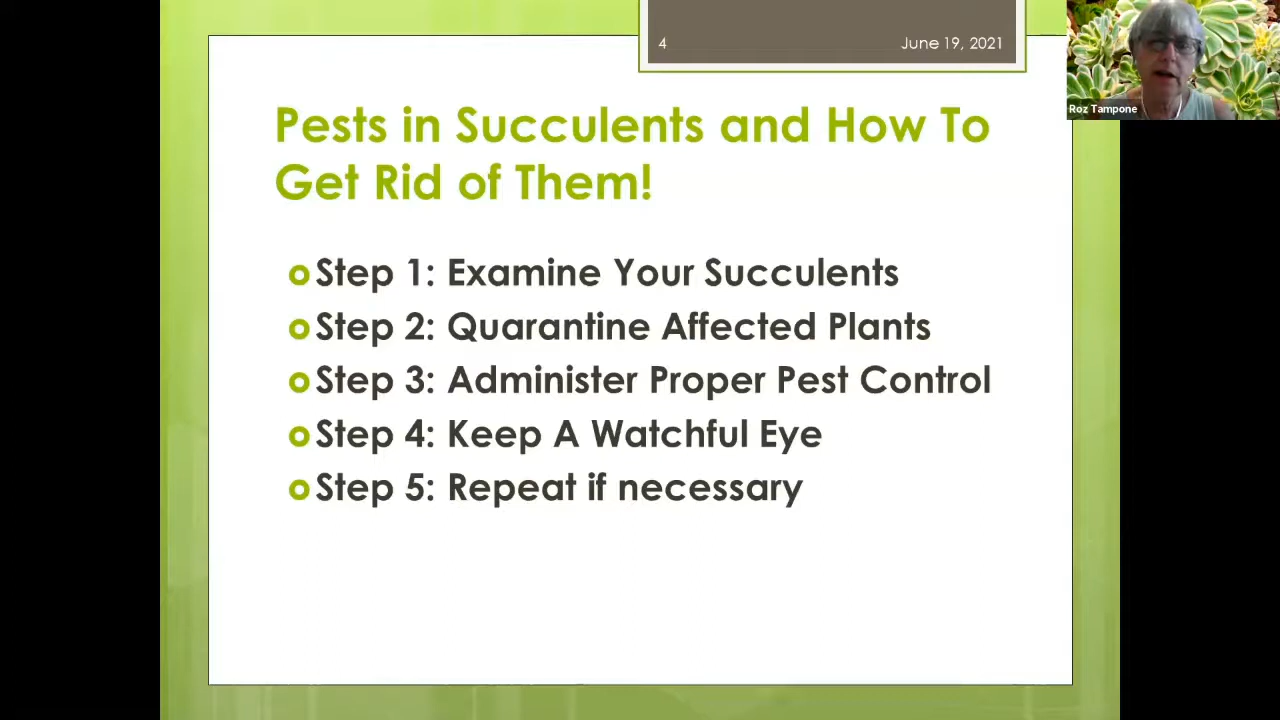 4
June 19, 2021
Roz Tampone
Pests in Succulents and How To
Get Rid of Them!
Step 1: Examine Your Succulents
Step 2: Quarantine Affected Plants
Step 3: Administer Proper Pest Control
Step 4: Keep A Watchful Eye
Step 5: Repeat if necessary